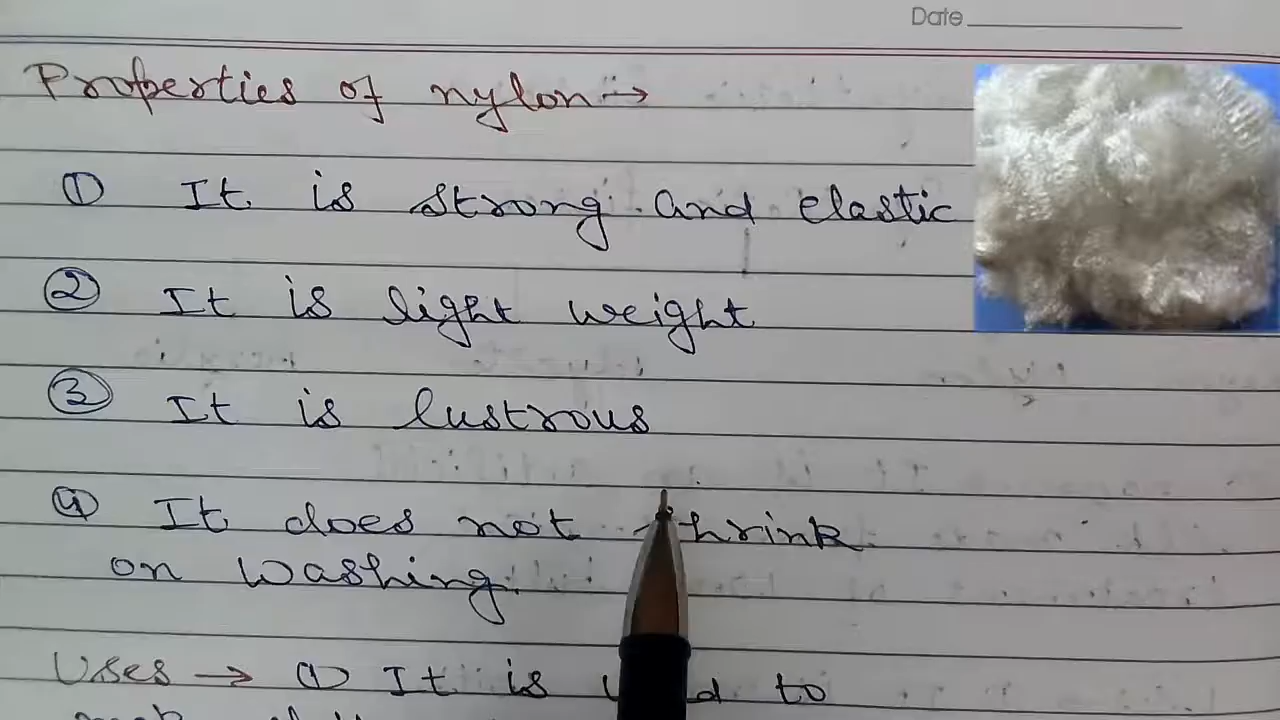 Date
Properties of nylon →
① It is strong and elastic
② It is light weight
③ It is lustrous
④ It does not shrink
on washing.
Uses → ① It is used to